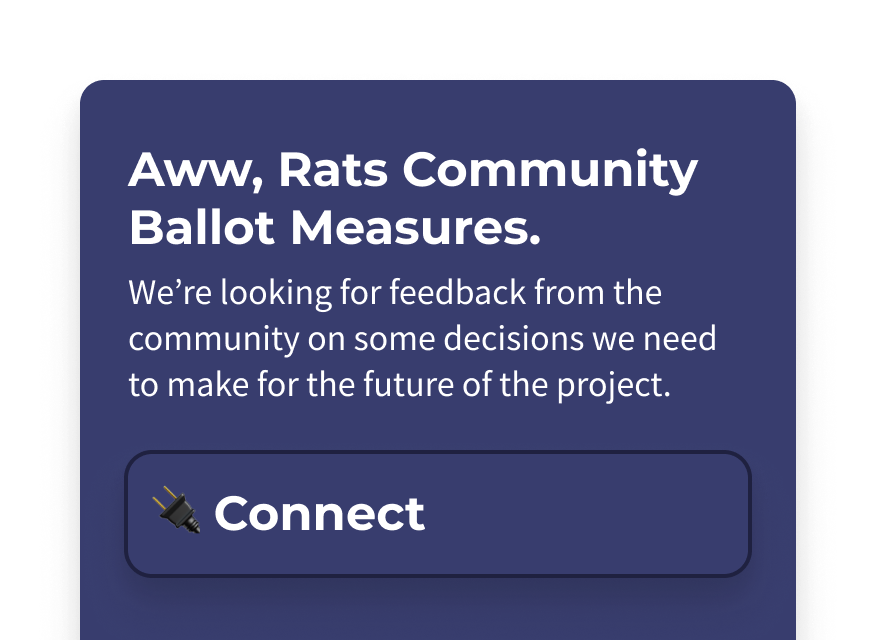 Aww, Rats Community
Ballot Measures.
We’re looking for feedback from the
community on some decisions we need
to make for the future of the project.
Connect